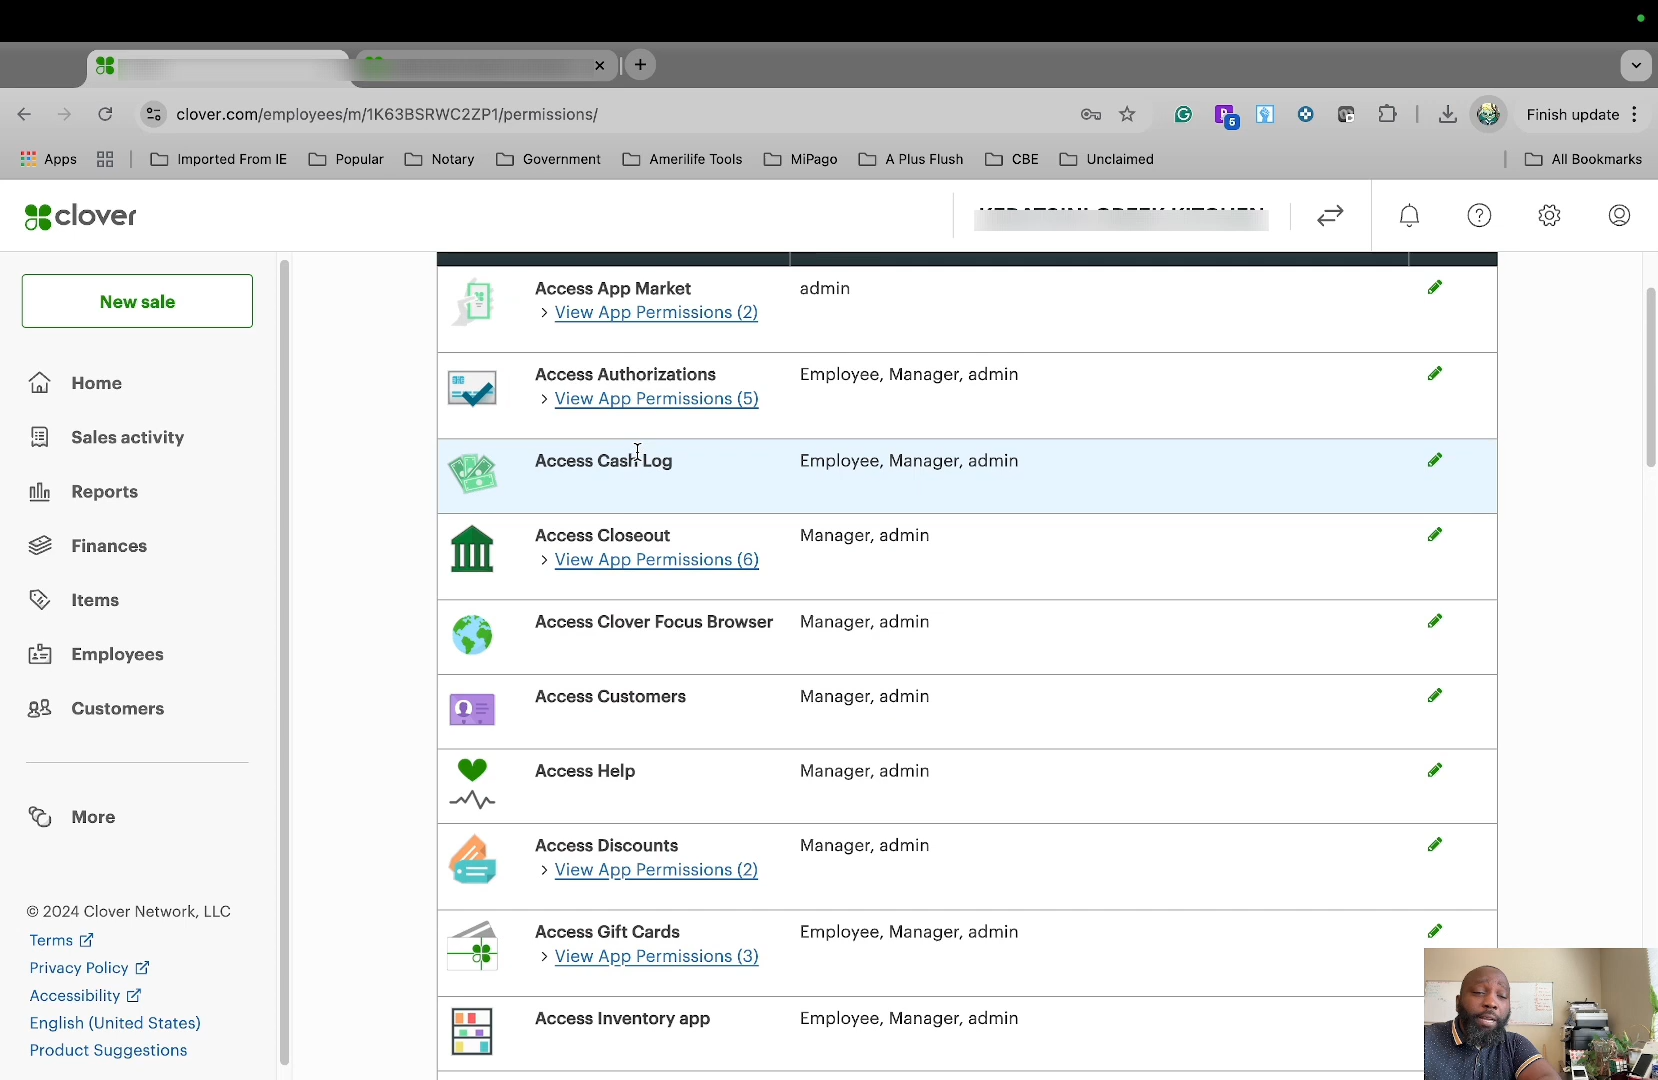 clover.com/employees/m/1K63BSRWC2ZP1/permissions/
6
Finish update
Apps
Imported From IE
Popular
Notary
Government
Amerilife Tools
MiPago
A Plus Flush
CBE
Unclaimed
All Bookmarks
clover
New sale
Home
Sales activity
Reports
Finances
Items
Employees
Customers
More
© 2024 Clover Network, LLC
Terms
Privacy Policy
Accessibility
English (United States)
Product Suggestions
Access App Market admin
> View App Permissions (2)
Access Authorizations Employee, Manager, admin
> View App Permissions (5)
Access Cash Log Employee, Manager, admin
Access Closeout Manager, admin
> View App Permissions (6)
Access Clover Focus Browser Manager, admin
Access Customers Manager, admin
Access Help Manager, admin
Access Discounts Manager, admin
> View App Permissions (2)
Access Gift Cards Employee, Manager, admin
> View App Permissions (3)
Access Inventory app Employee, Manager, admin